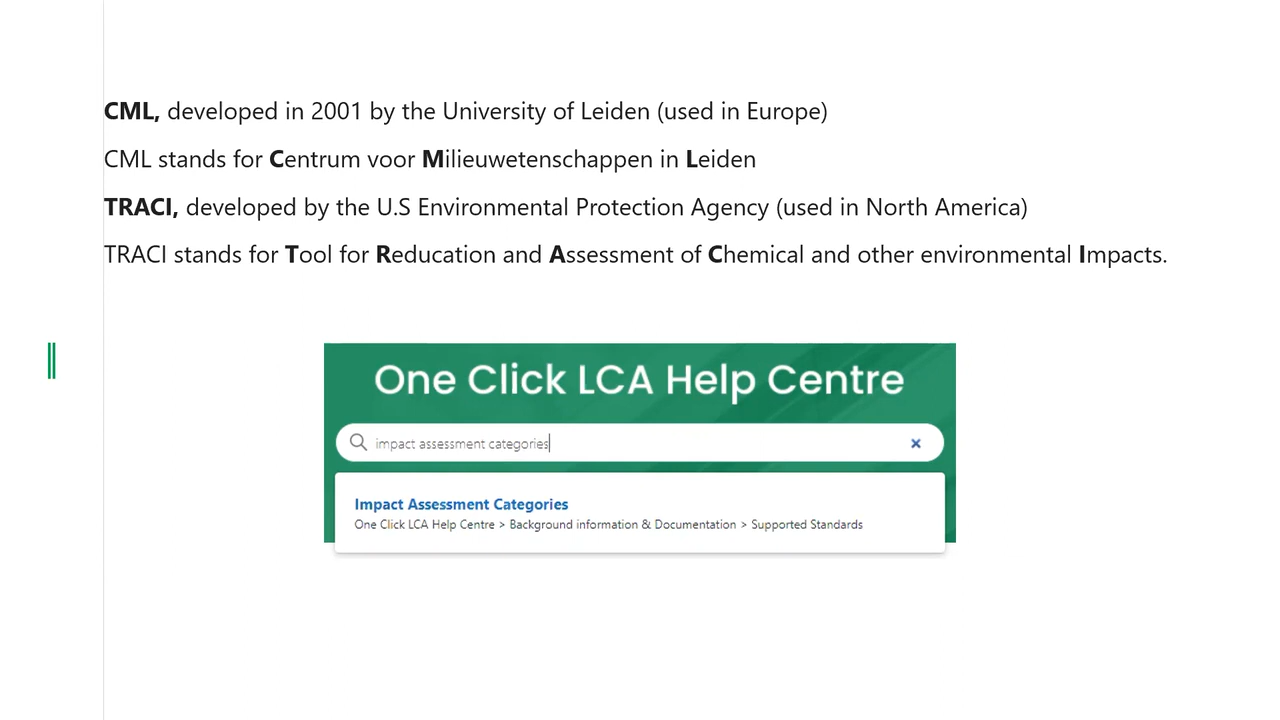 CML, developed in 2001 by the University of Leiden (used in Europe)
CML stands for Centrum voor Milieuwetenschappen in Leiden
TRACI, developed by the U.S Environmental Protection Agency (used in North America)
TRACI stands for Tool for Reducation and Assessment of Chemical and other environmental Impacts.
One Click LCA Help Centre
impact assessment categories
Impact Assessment Categories
One Click LCA Help Centre > Background information & Documentation > Supported Standards